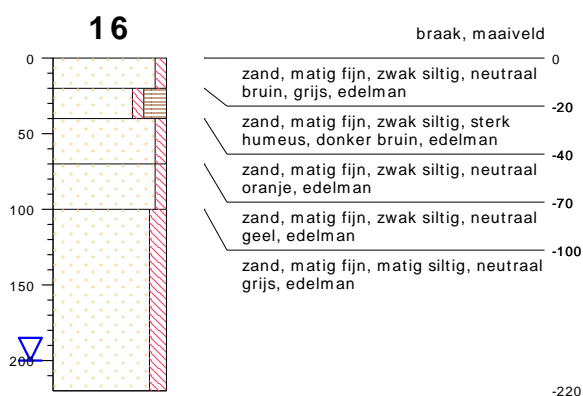 16
braak, maaiveld
0
0
zand, matig fijn, zwak siltig, neutraal
bruin, grijs, edelman
-20
zand, matig fijn, zwak siltig, sterk
humeus, donker bruin, edelman
-40
50
zand, matig fijn, zwak siltig, neutraal
oranje, edelman
-70
zand, matig fijn, zwak siltig, neutraal
geel, edelman
100
-100
zand, matig fijn, matig siltig, neutraal
grijs, edelman
150
200
-220